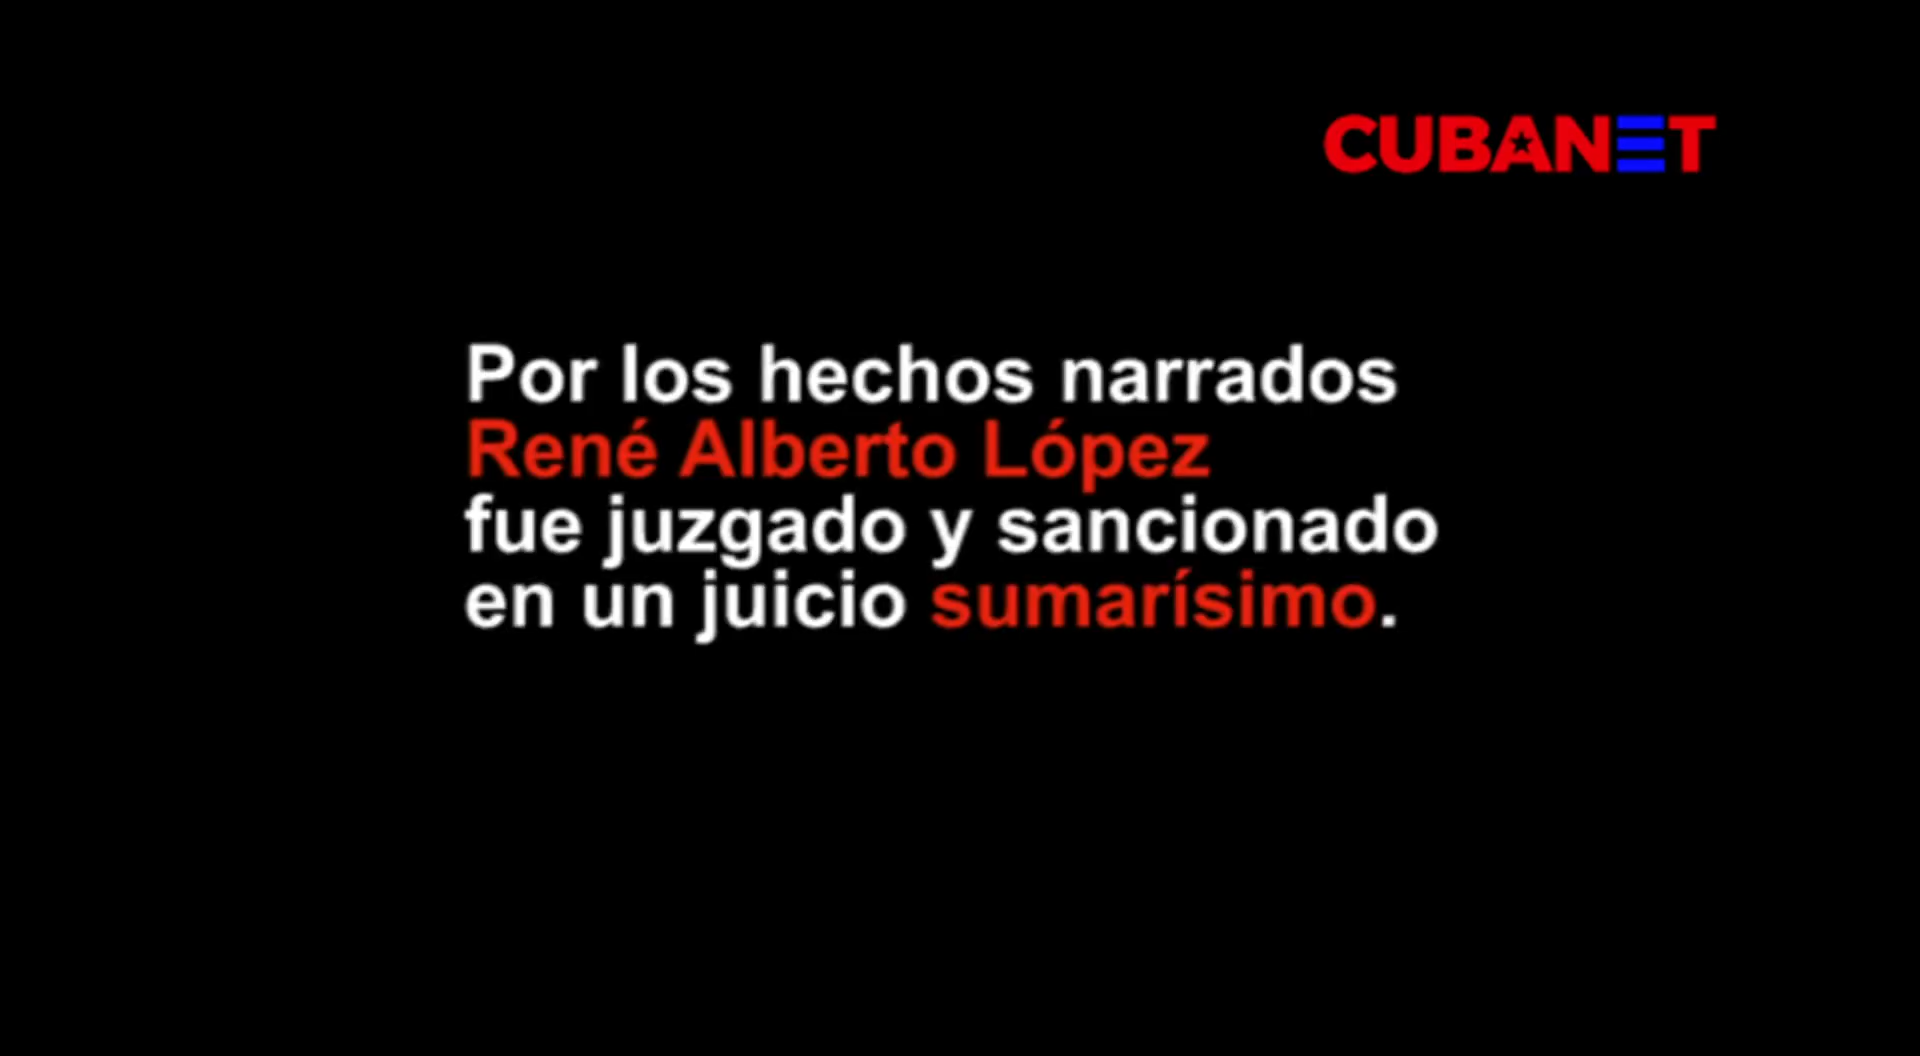 CUBANET
Por los hechos narrados
René Alberto López
fue juzgado y sancionado
en un juicio sumarísimo.